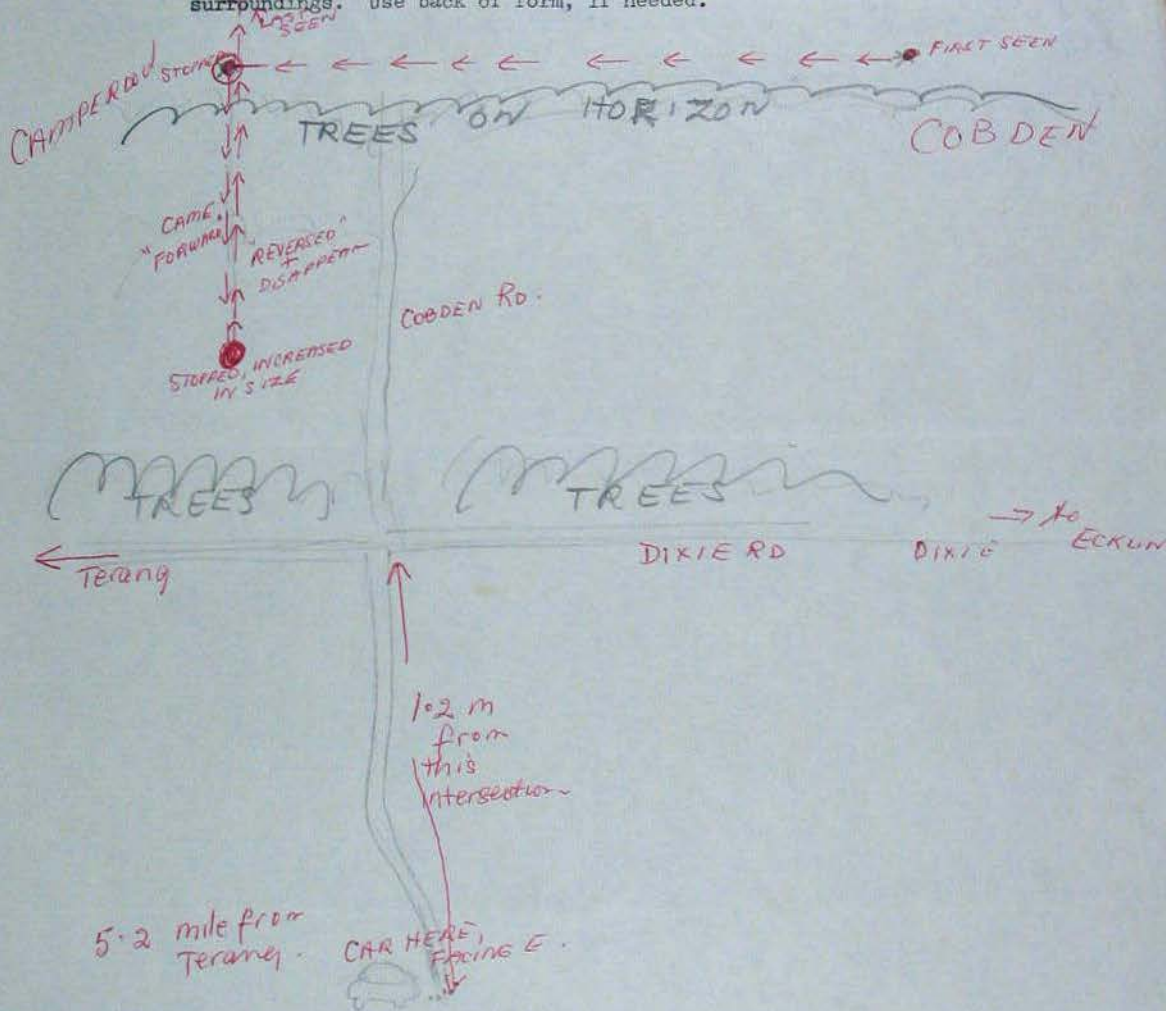 surroundings. Use back of form, if needed.
LAST
SEEN
CAMPERDOWN
STOPPED
FIRST SEEN
TREES ON HORIZON
COBDEN
CAME
"FORWARD"
"REVERSED"
+
DISAPPEAR
COBDEN RD.
STOPPED, INCREASED
IN SIZE
TREES
TREES
→ to
ECKLIN
Terang
DIXIE RD
DIXIE
1.2 m
from
this
Intersection
5.2 mile from
Terang.
CAR HERE,
FACING E.